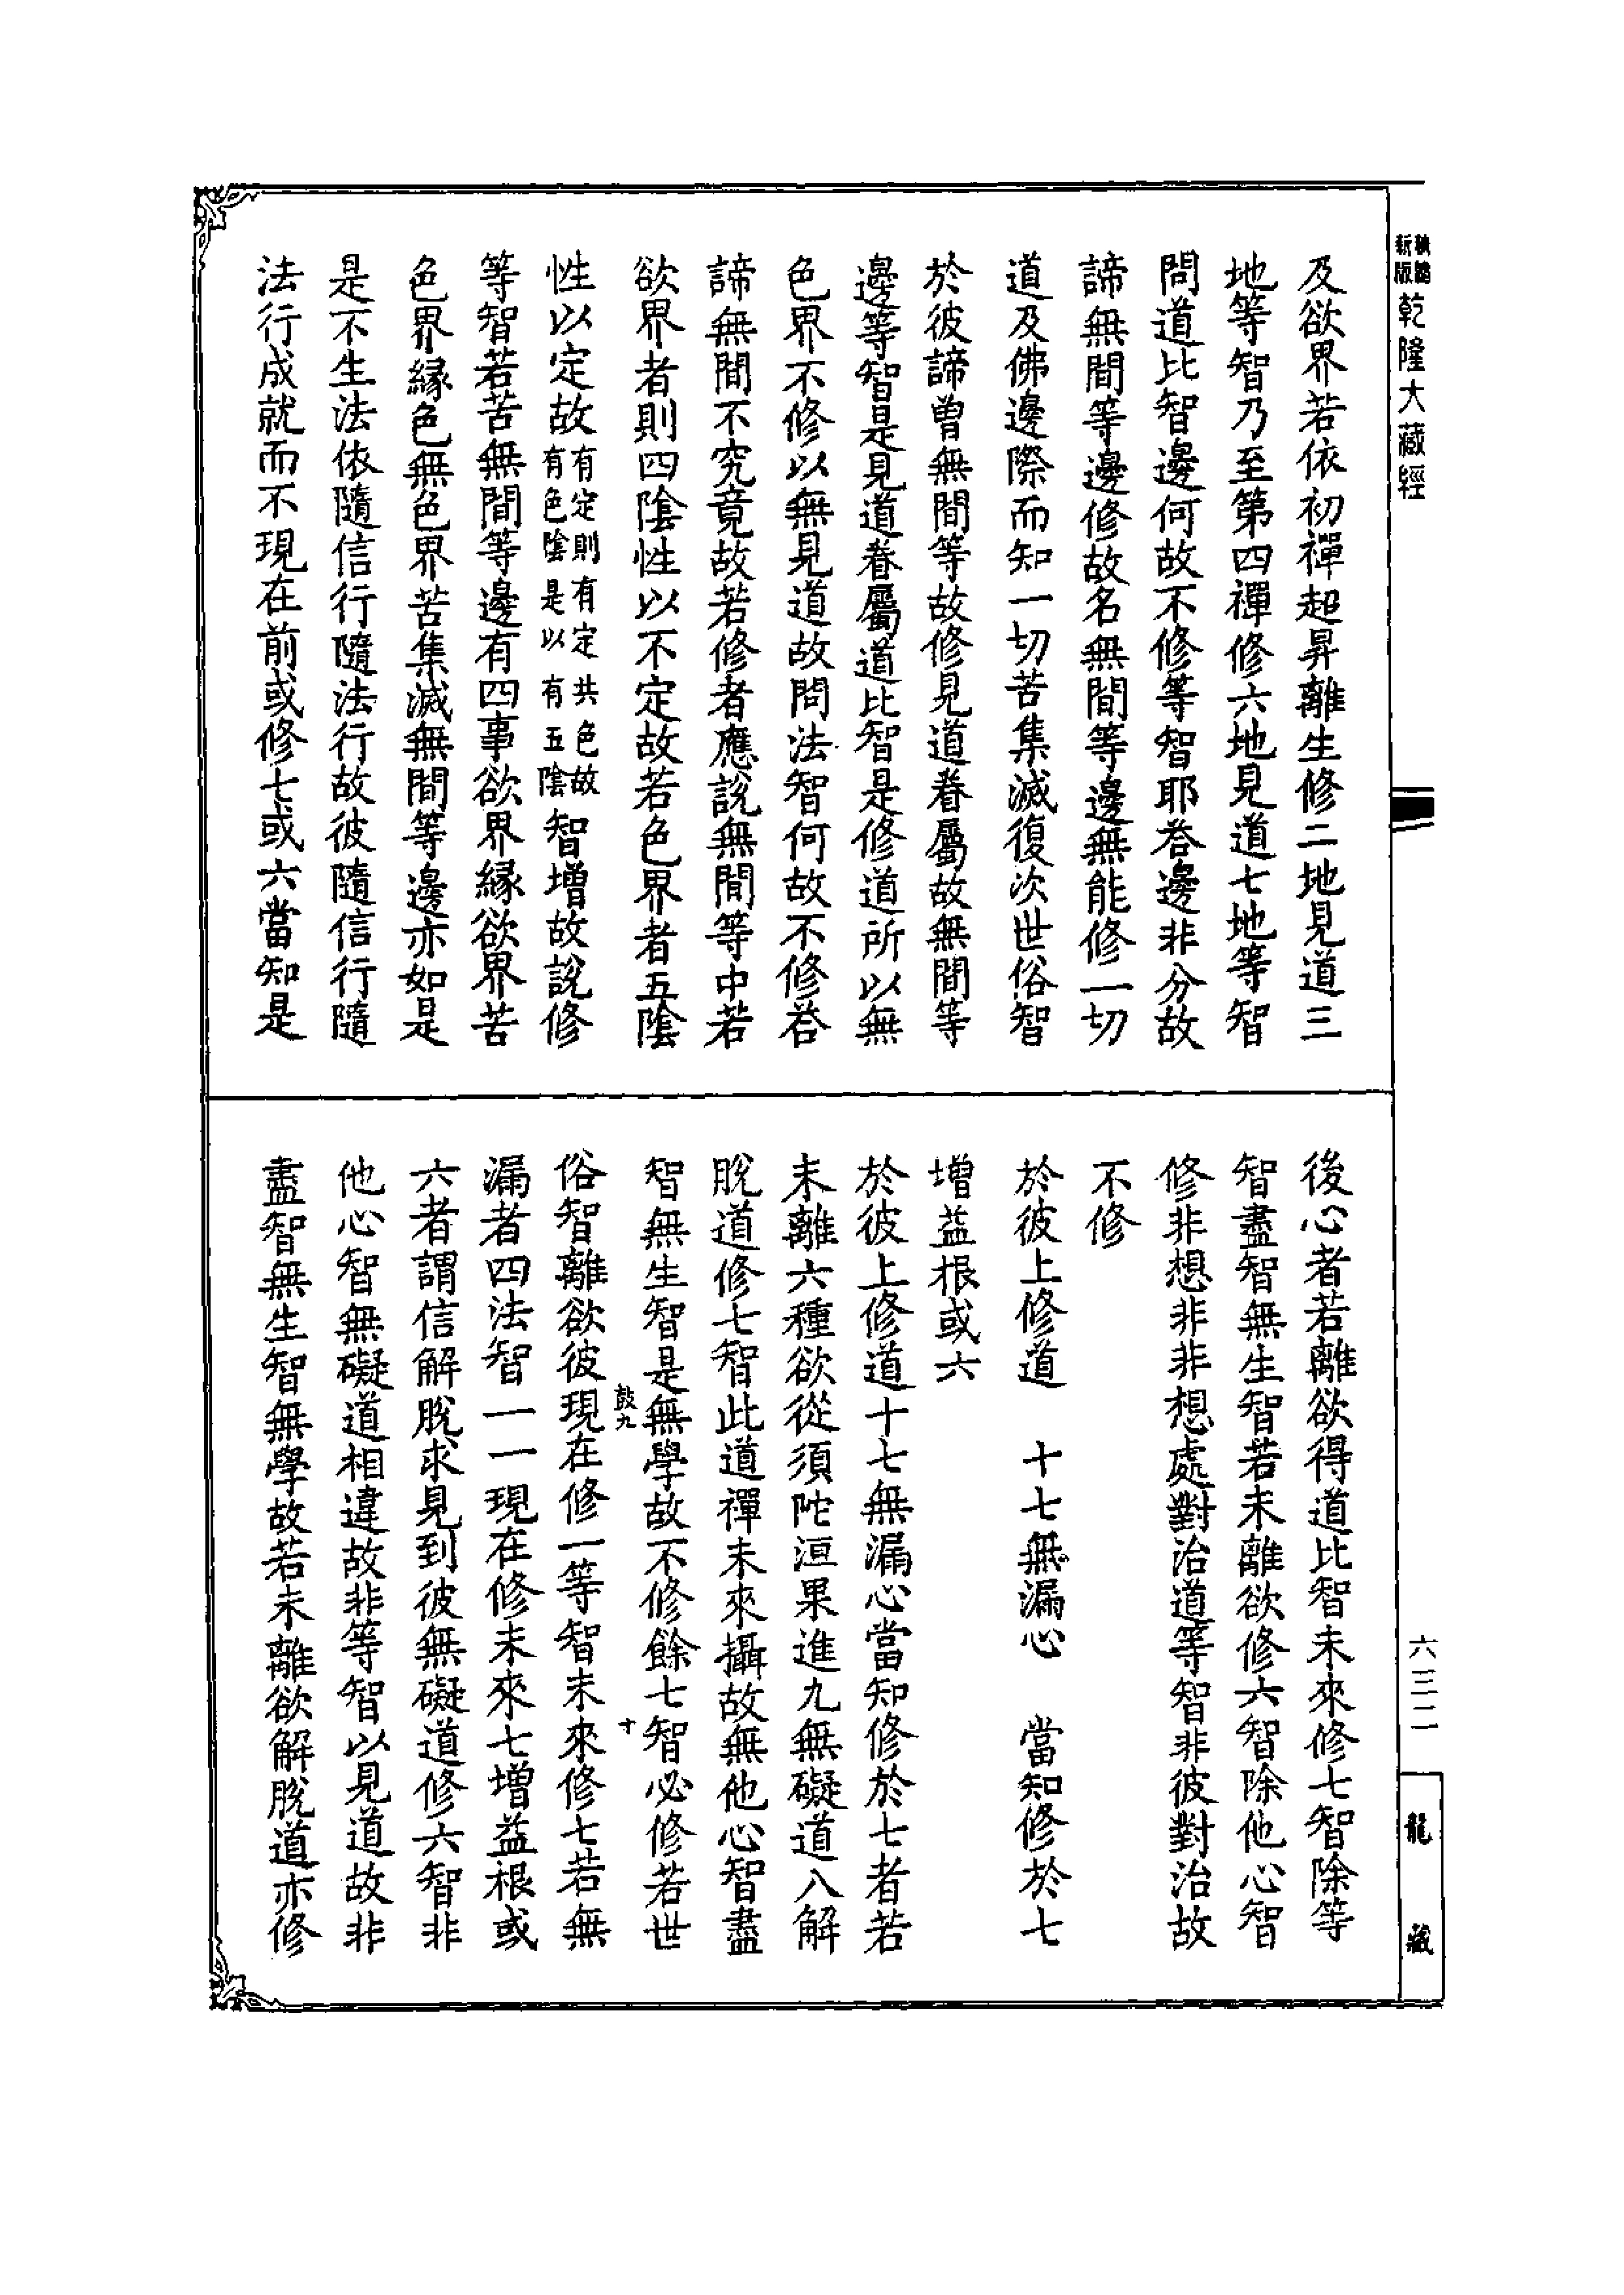 新版
乾隆大藏經
及欲界若依初禪超昇離生修二地見道三
地等智乃至第四禪修六地見道七地等智
問道比智邊何故不修等智耶荅邊非分故
諦無間等邊修故名無間等邊無能修一切
道及佛邊際而知一切苦集滅復次世俗智
於彼諦曾無間等故修見道眷屬故無間等
邊等智是見道眷屬道比智是修道所以無
色界不修以無見道故問法智何故不修荅
諦無間不究竟故若修者應說無間等中若
欲界者則四陰性以不定故若色界者五陰
性以定故有定則有定共色故有色陰是以有五陰智增故說修
等智若苦無間等邊有四事欲界緣欲界苦
色界緣色無色界苦集滅無間等邊亦如是
是不生法依隨信行隨法行故彼隨信行隨
法行成就而不現在前或修七或六當知是
後心者若離欲得道比智未來修七智除等
智盡智無生智若未離欲修六智除他心智
修非想非非想處對治道等智非彼對治故
不修
於彼上修道　十七無漏心　當知修於七
增益根或六
於彼上修道十七無漏心當知修於七者若
未離六種欲從須陀洹果進九無礙道八解
脫道修七智此道禪未來攝故無他心智盡
智無生智是無學故不修餘七智必修若世
鼓九　十
俗智離欲彼現在修一等智未來修七若無
漏者四法智一一現在修未來七增益根或
六者謂信解脫求見到彼無礙道修六智非
他心智無礙道相違故非等智以見道故非
盡智無生智無學故若未離欲解脫道亦修
六三二
龍藏